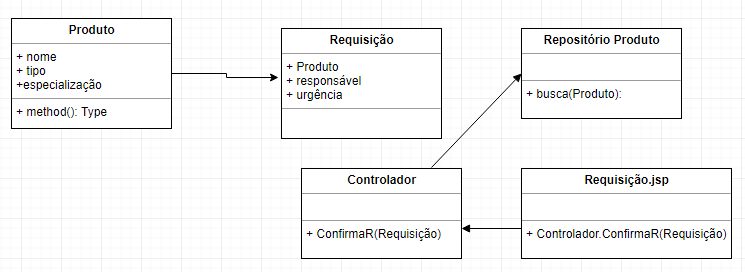 Produto
+ nome
+ tipo
+especialização
+ method(): Type
Requisição
+ Produto
+ responsável
+ urgência
Repositório Produto
+ busca(Produto):
Controlador
+ ConfirmaR(Requisição)
Requisição.jsp
+ Controlador.ConfirmaR(Requisição)